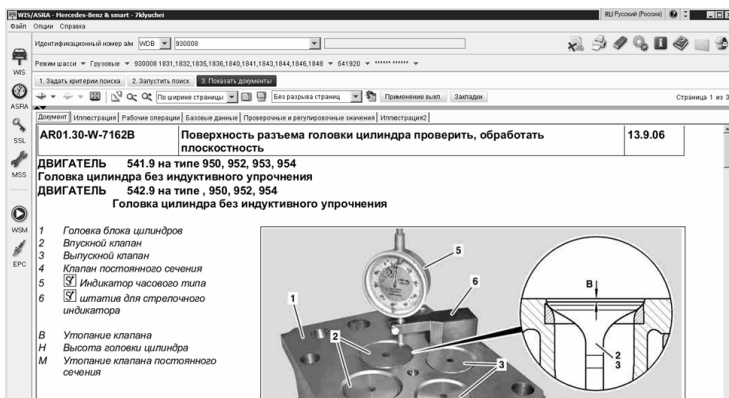 WIS/ASRA - Mercedes-Benz & smart - 7klyuchei
RU Русский (Россия)
Файл Опции Справка
Идентификационный номер а/м WDB 930008
Режим шасси Грузовые 930008 1831,1832,1835,1836,1840,1841,1843,1844,1846,1848 541920 ****** ******
1. Задать критерии поиска 2. Запустить поиск 3. Показать документы
По ширине страницы Без разрыва страниц Применение выкл. Закладки Страница 1 из 3
Документ Иллюстрация Рабочие операции Базовые данные Проверочные и регулировочные значения Иллюстрация2
WIS
ASRA
SSL
MSS
WSM
EPC
AR01.30-W-7162B Поверхность разъема головки цилиндра проверить, обработать 13.9.06
плоскостность
ДВИГАТЕЛЬ 541.9 на типе 950, 952, 953, 954
Головка цилиндра без индуктивного упрочнения
ДВИГАТЕЛЬ 542.9 на типе , 950, 952, 954
Головка цилиндра без индуктивного упрочнения
1 Головка блока цилиндров
2 Впускной клапан
3 Выпускной клапан
4 Клапан постоянного сечения
5 Индикатор часового типа
6 штатив для стрелочного
индикатора
B Утопание клапана
H Высота головки цилиндра
M Утопание клапана постоянного
сечения
5
6
1
2
3
B
2
3